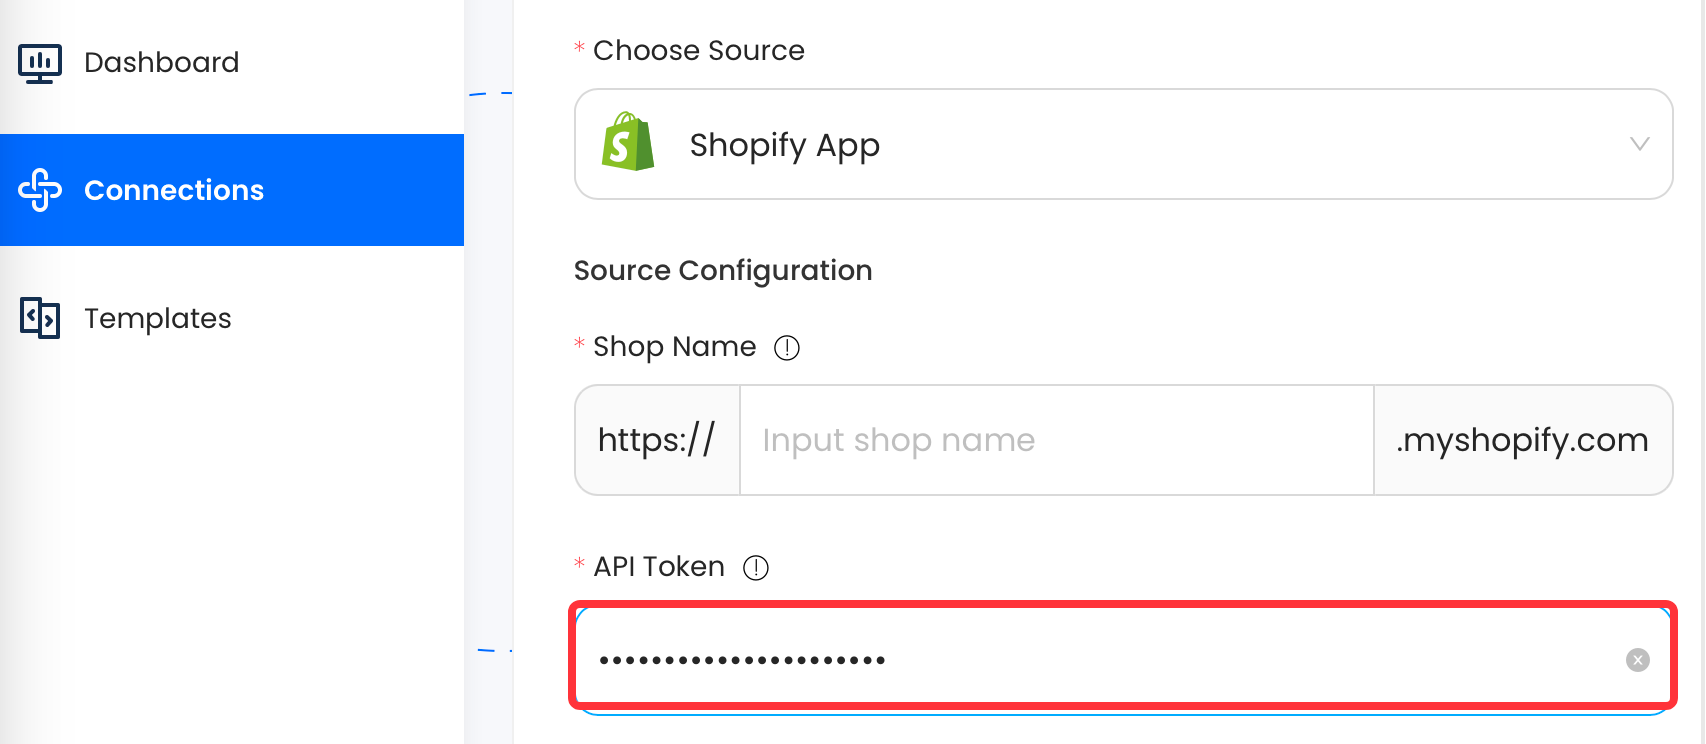 Dashboard
Connections
Templates
* Choose Source
Shopify App
Source Configuration
* Shop Name
https:// Input shop name .myshopify.com
* API Token
••••••••••••••••••••••